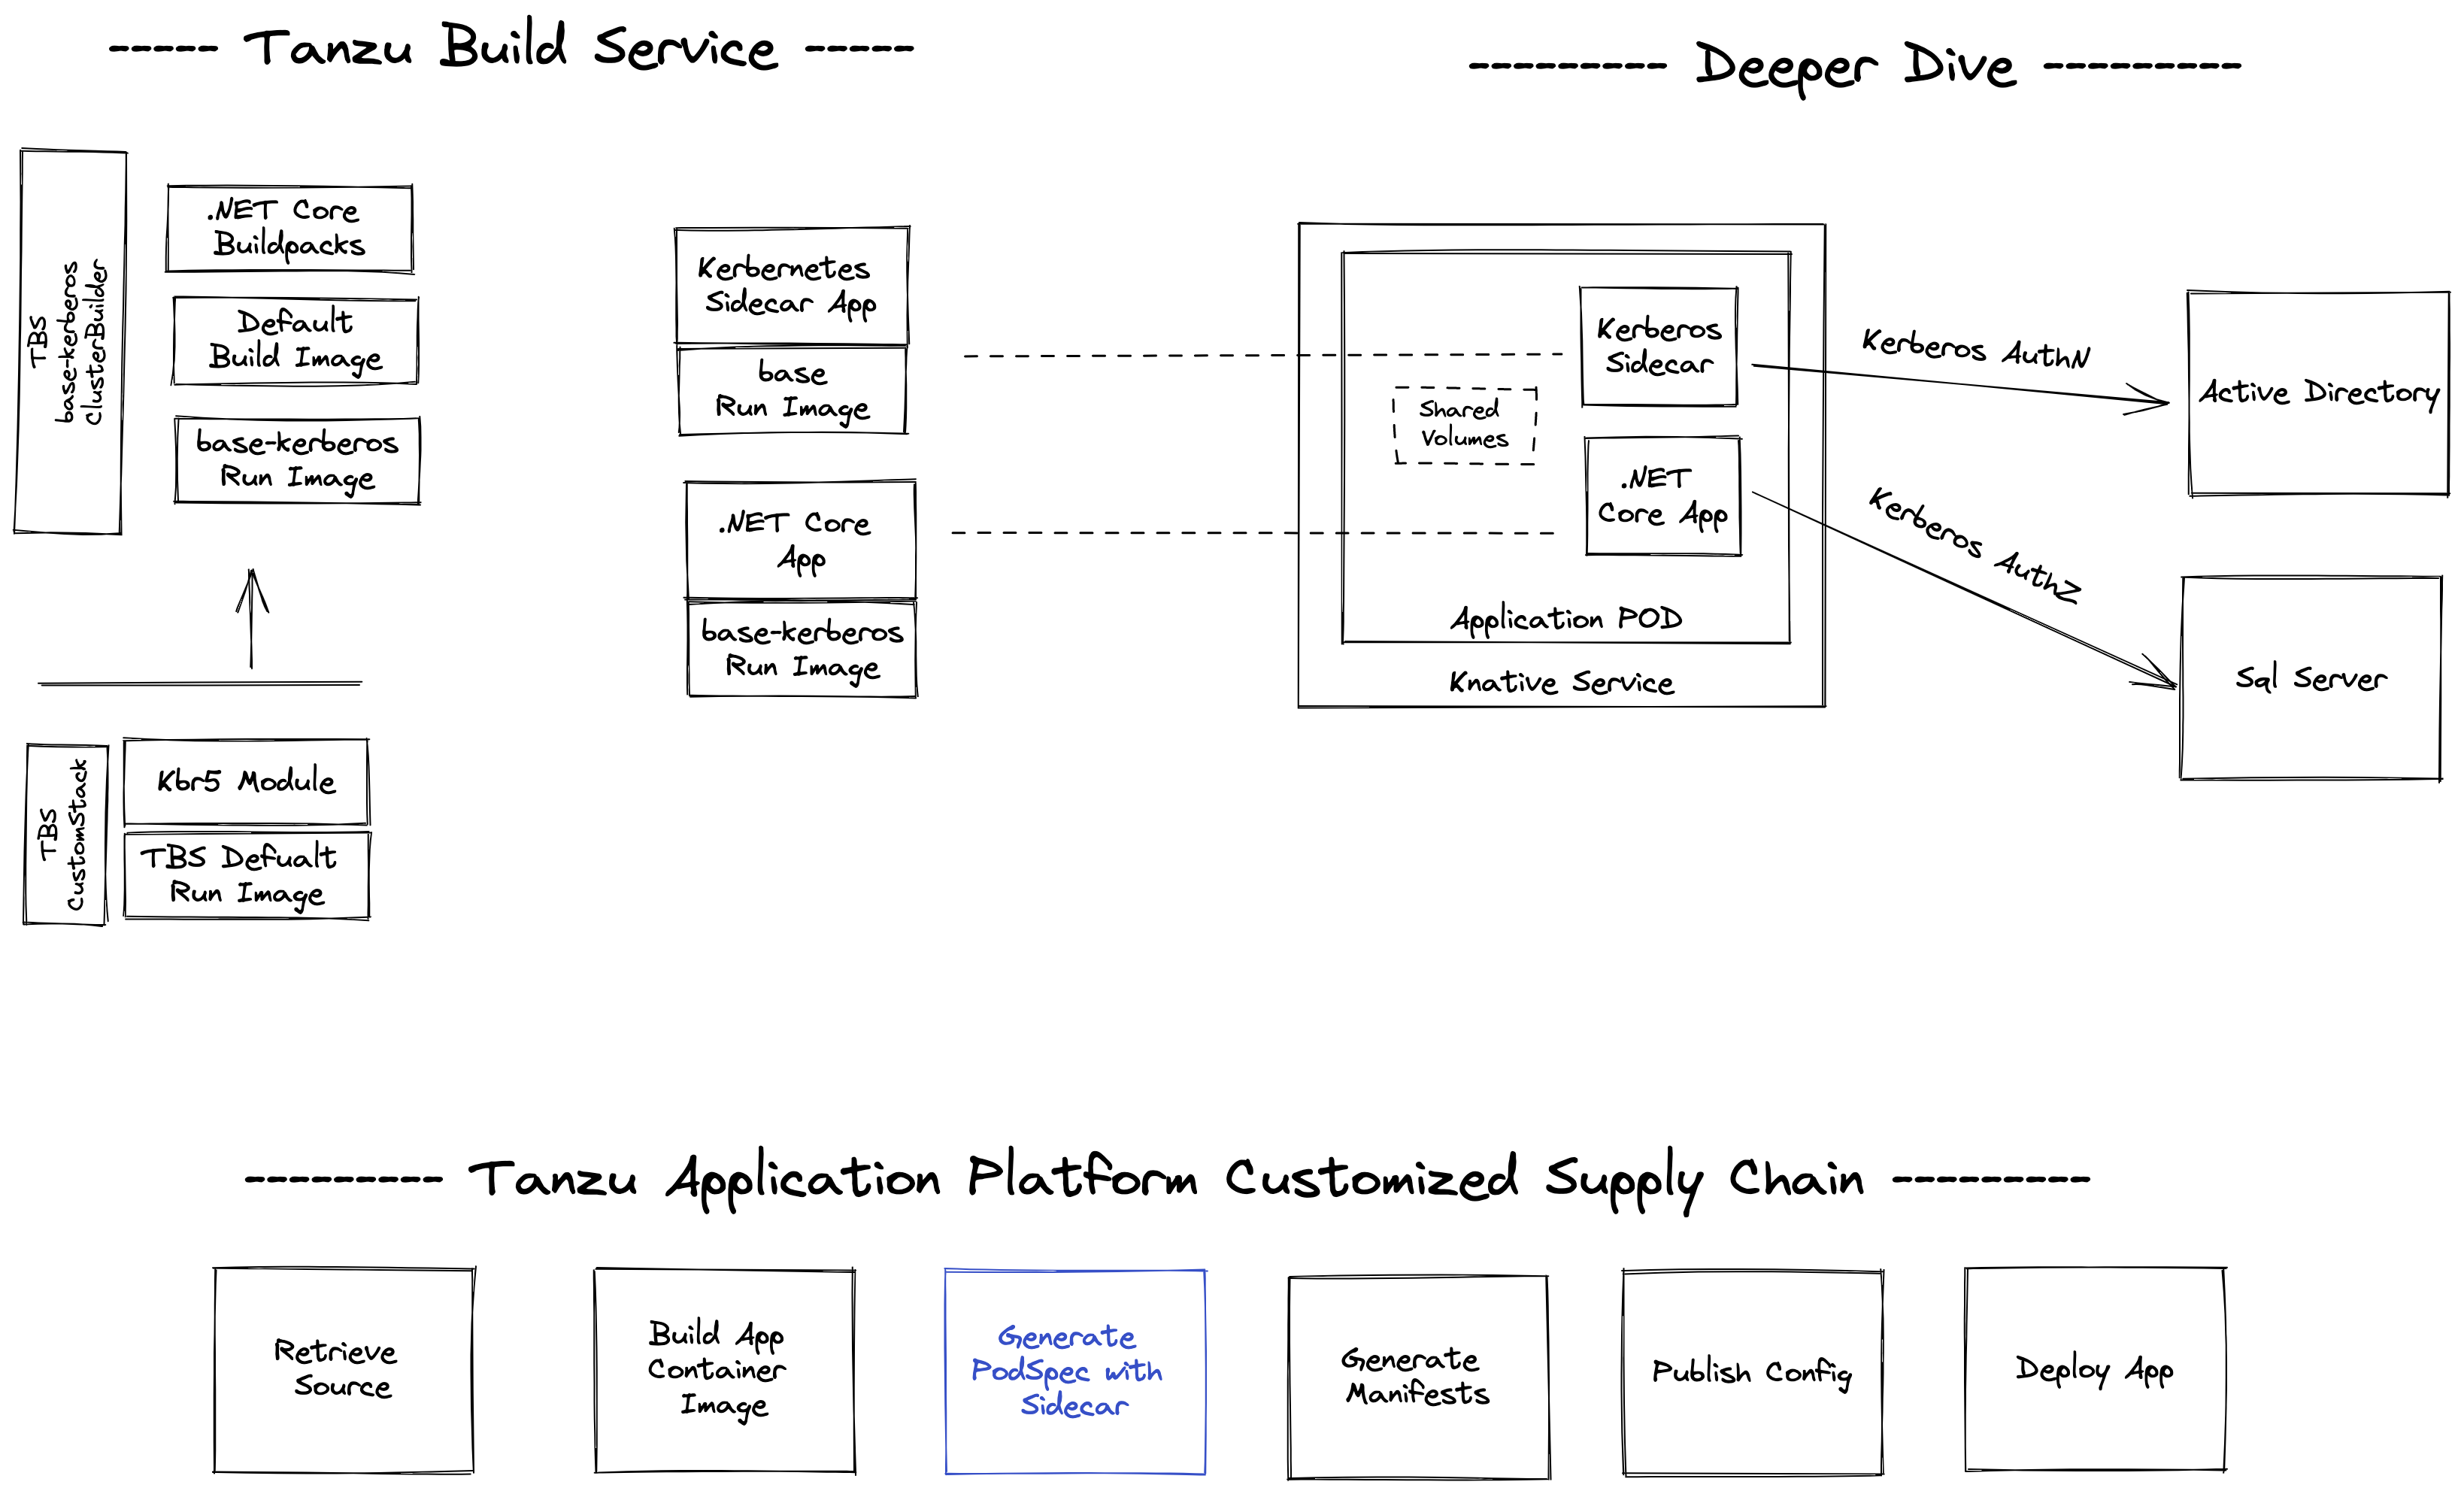 ----- Tanzu Build Service -----
--------- Deeper Dive ---------
TBS
base-kerberos
clusterBuilder
.NET Core
Buildpacks
Default
Build Image
base-kerberos
Run Image
Kerbernetes
Sidecar App
base
Run Image
.NET Core
App
base-kerberos
Run Image
Kerberos
Sidecar
Shared
Volumes
.NET
Core App
Application POD
Knative Service
Kerberos AuthN
Kerberos AuthZ
Active Directory
Sql Server
TBS
CustomStack
Kbr5 Module
TBS Defualt
Run Image
--------- Tanzu Application Platform Customized Supply Chain ---------
Retrieve
Source
Build App
Container
Image
Generate
PodSpec with
Sidecar
Generate
Manifests
Publish Config
Deploy App